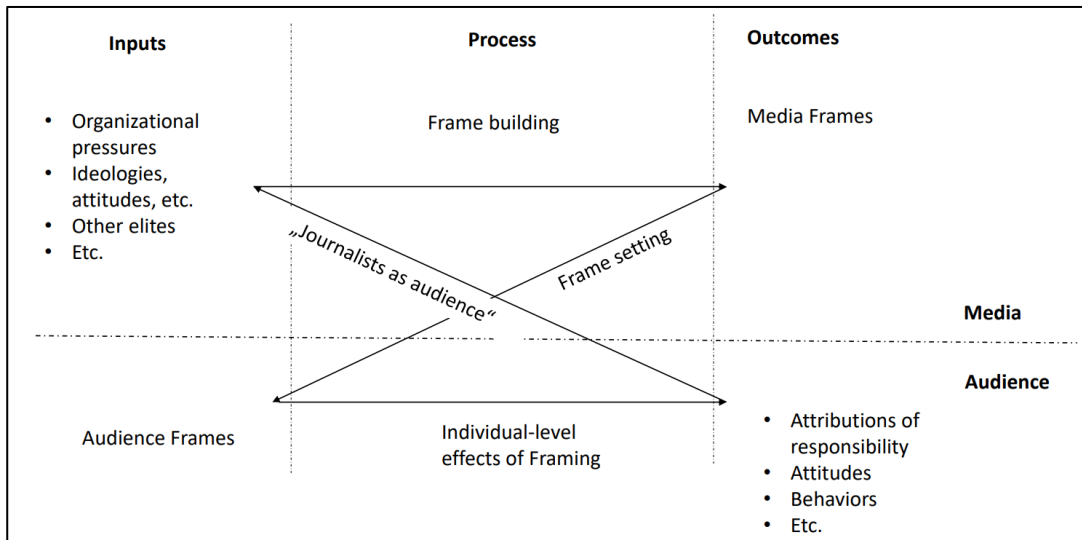 Inputs
Process
Outcomes
• Organizational
pressures
• Ideologies,
attitudes, etc.
• Other elites
• Etc.
Frame building
Media Frames
„Journalists as
audience“
Frame setting
Media
Audience
Audience Frames
Individual-level
effects of Framing
• Attributions of
responsibility
• Attitudes
• Behaviors
• Etc.